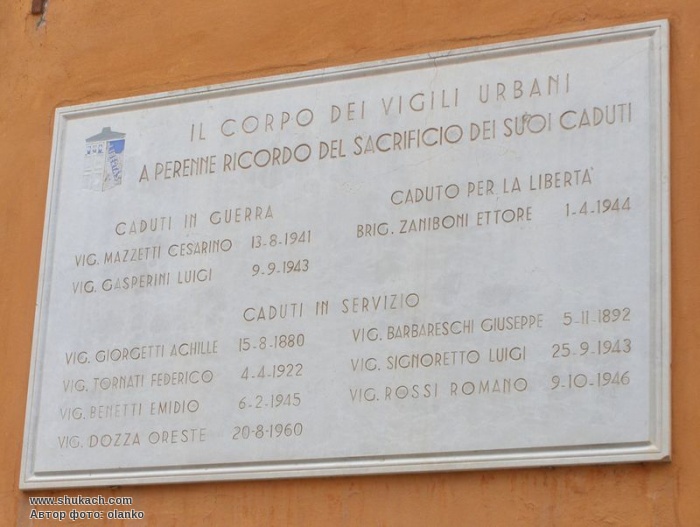 IL CORPO DEI VIGILI URBANI
A PERENNE RICORDO DEL SACRIFICIO DEI SUOI CADUTI
CADUTI IN GUERRA
VIG. MAZZETTI CESARINO 13-8-1941
VIG. GASPERINI LUIGI 9-9-1943
CADUTO PER LA LIBERTA'
BRIG. ZANIBONI ETTORE 1-4-1944
CADUTI IN SERVIZIO
VIG. GIORGETTI ACHILLE 15-8-1880
VIG. TORNATI FEDERICO 4-4-1922
VIG. BENETTI EMIDIO 6-2-1945
VIG. DOZZA ORESTE 20-8-1960
VIG. BARBARESCHI GIUSEPPE 5-11-1892
VIG. SIGNORETTO LUIGI 25-9-1943
VIG. ROSSI ROMANO 9-10-1946
www.shukach.com
Автор фото: olanko